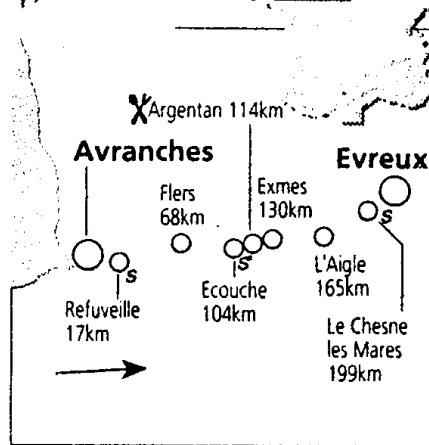 Argentan 114km
Avranches
Evreux
Flers
68km
Exmes
130km
S
S
S
Refuveille
17km
Ecouche
104km
L'Aigle
165km
Le Chesne
les Mares
199km